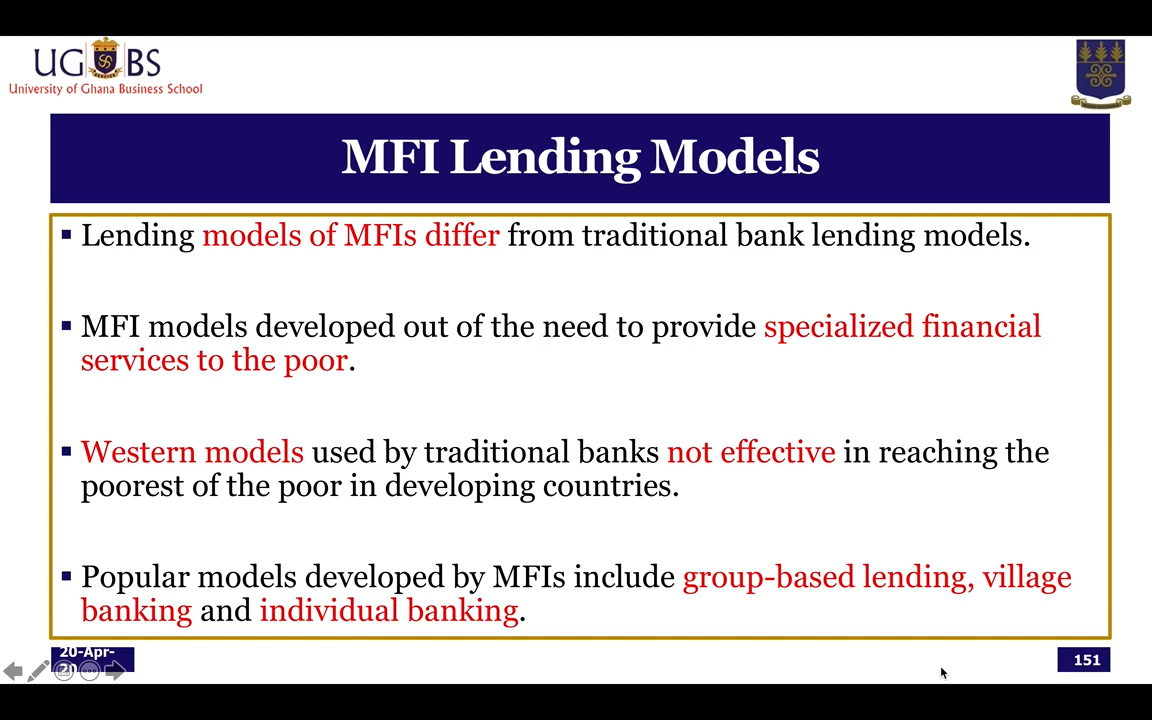 UG BS
University of Ghana Business School
MFI Lending Models
▪ Lending models of MFIs differ from traditional bank lending models.
▪ MFI models developed out of the need to provide specialized financial
services to the poor.
▪ Western models used by traditional banks not effective in reaching the
poorest of the poor in developing countries.
▪ Popular models developed by MFIs include group-based lending, village
banking and individual banking.
20-Apr-
20
151